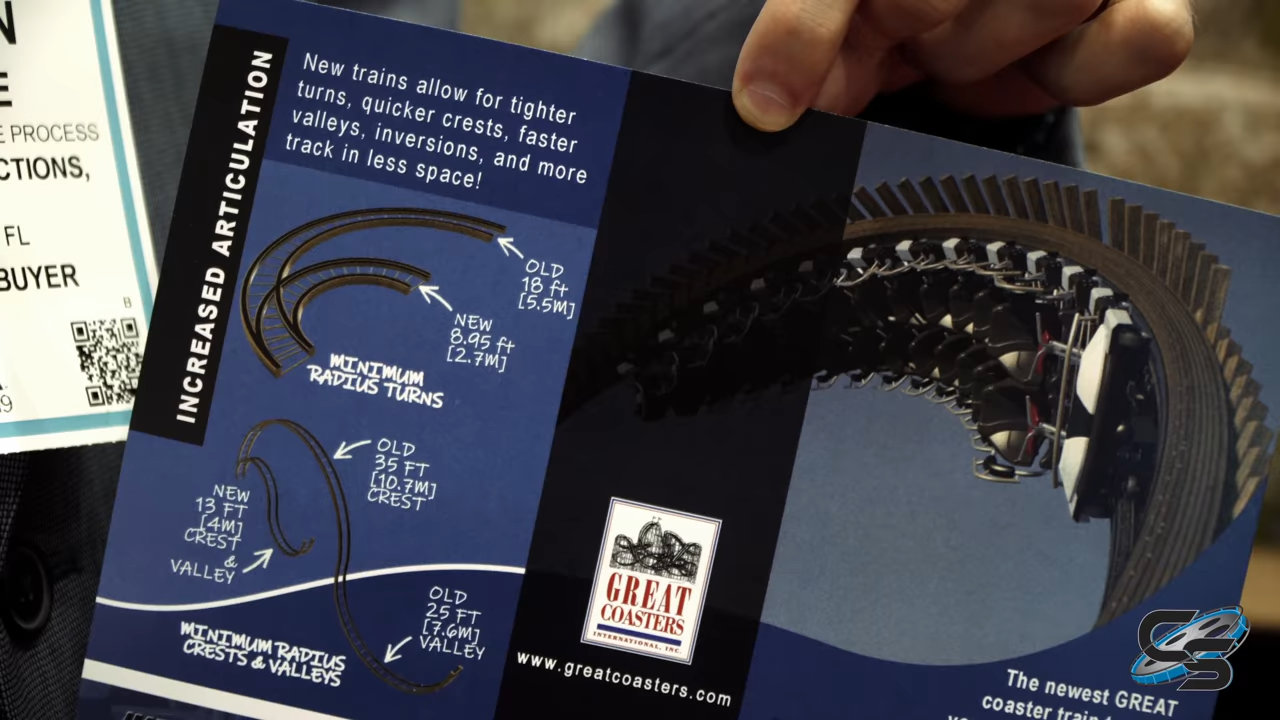 N
E
E PROCESS
CTIONS,
FL
BUYER
B
9
INCREASED ARTICULATION
New trains allow for tighter
turns, quicker crests, faster
valleys, inversions, and more
track in less space!
OLD
18 ft
[5.5M]
NEW
8.95 ft
[2.7M]
MINIMUM
RADIUS TURNS
OLD
35 FT
[10.7M]
CREST
NEW
13 FT
[4M]
CREST
&
VALLEY
OLD
25 FT
[7.6M]
VALLEY
MINIMUM RADIUS
CRESTS & VALLEYS
GREAT
COASTERS
INTERNATIONAL, INC.
www.greatcoasters.com
The newest GREAT
coaster train
CS